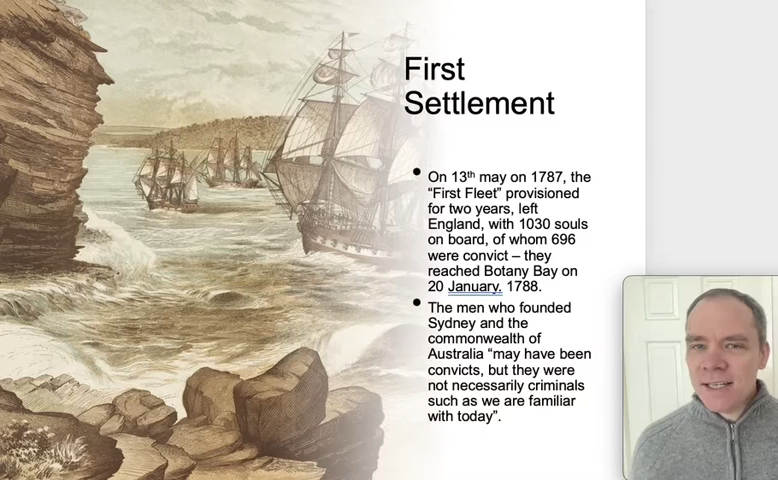 First
Settlement
• On 13th may on 1787, the
“First Fleet” provisioned
for two years, left
England, with 1030 souls
on board, of whom 696
were convict – they
reached Botany Bay on
20 January. 1788.
• The men who founded
Sydney and the
commonwealth of
Australia “may have been
convicts, but they were
not necessarily criminals
such as we are familiar
with today”.